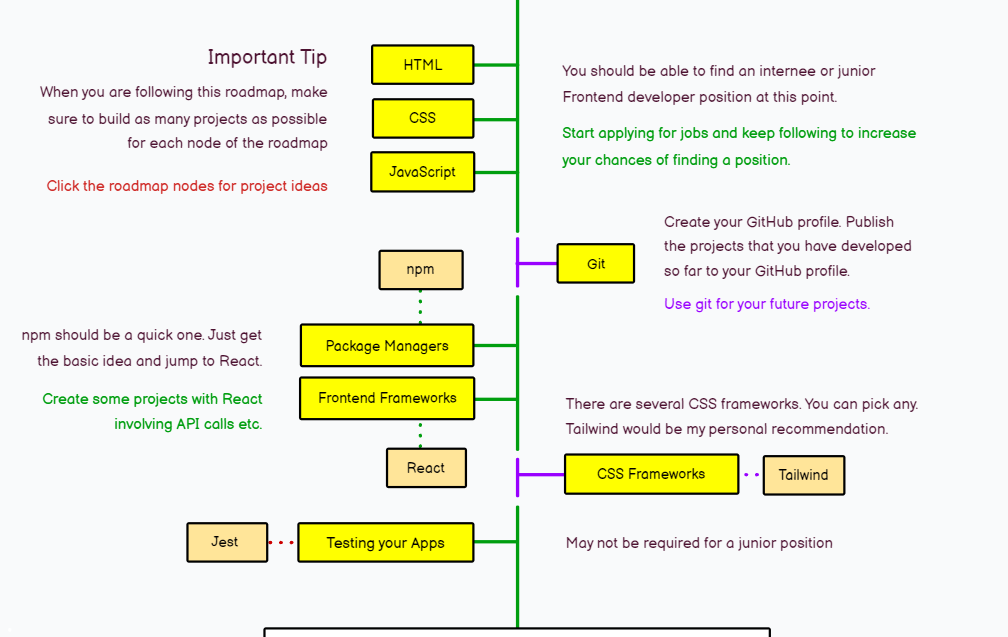 Important Tip
When you are following this roadmap, make
sure to build as many projects as possible
for each node of the roadmap
Click the roadmap nodes for project ideas
HTML
CSS
JavaScript
You should be able to find an internee or junior
Frontend developer position at this point.
Start applying for jobs and keep following to increase
your chances of finding a position.
Git
Create your GitHub profile. Publish
the projects that you have developed
so far to your GitHub profile.
Use git for your future projects.
npm
Package Managers
npm should be a quick one. Just get
the basic idea and jump to React.
Frontend Frameworks
Create some projects with React
involving API calls etc.
React
There are several CSS frameworks. You can pick any.
Tailwind would be my personal recommendation.
CSS Frameworks
Tailwind
Jest
Testing your Apps
May not be required for a junior position